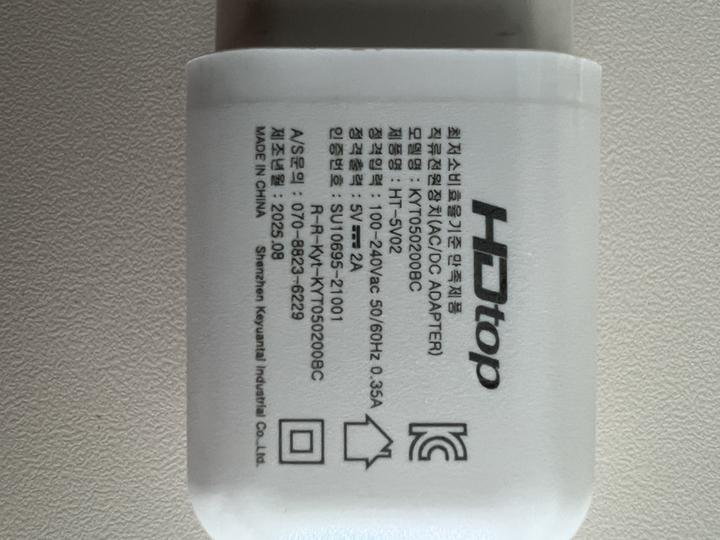 HDtop
최저소비효율기준 만족제품
직류전원장치(AC/DC ADAPTER)
모델명 : KYT050200BC
제품명 : HT-5V02
정격입력 : 100-240Vac 50/60Hz 0.35A
정격출력 : 5V⎓2A
인증번호 : SU10695-21001
R-R-Kyt-KYT050200BC
A/S문의 : 070-8823-6229
제조년월 : 2025.08
MADE IN CHINA Shenzhen Keyuantai Industrial Co.,Ltd.